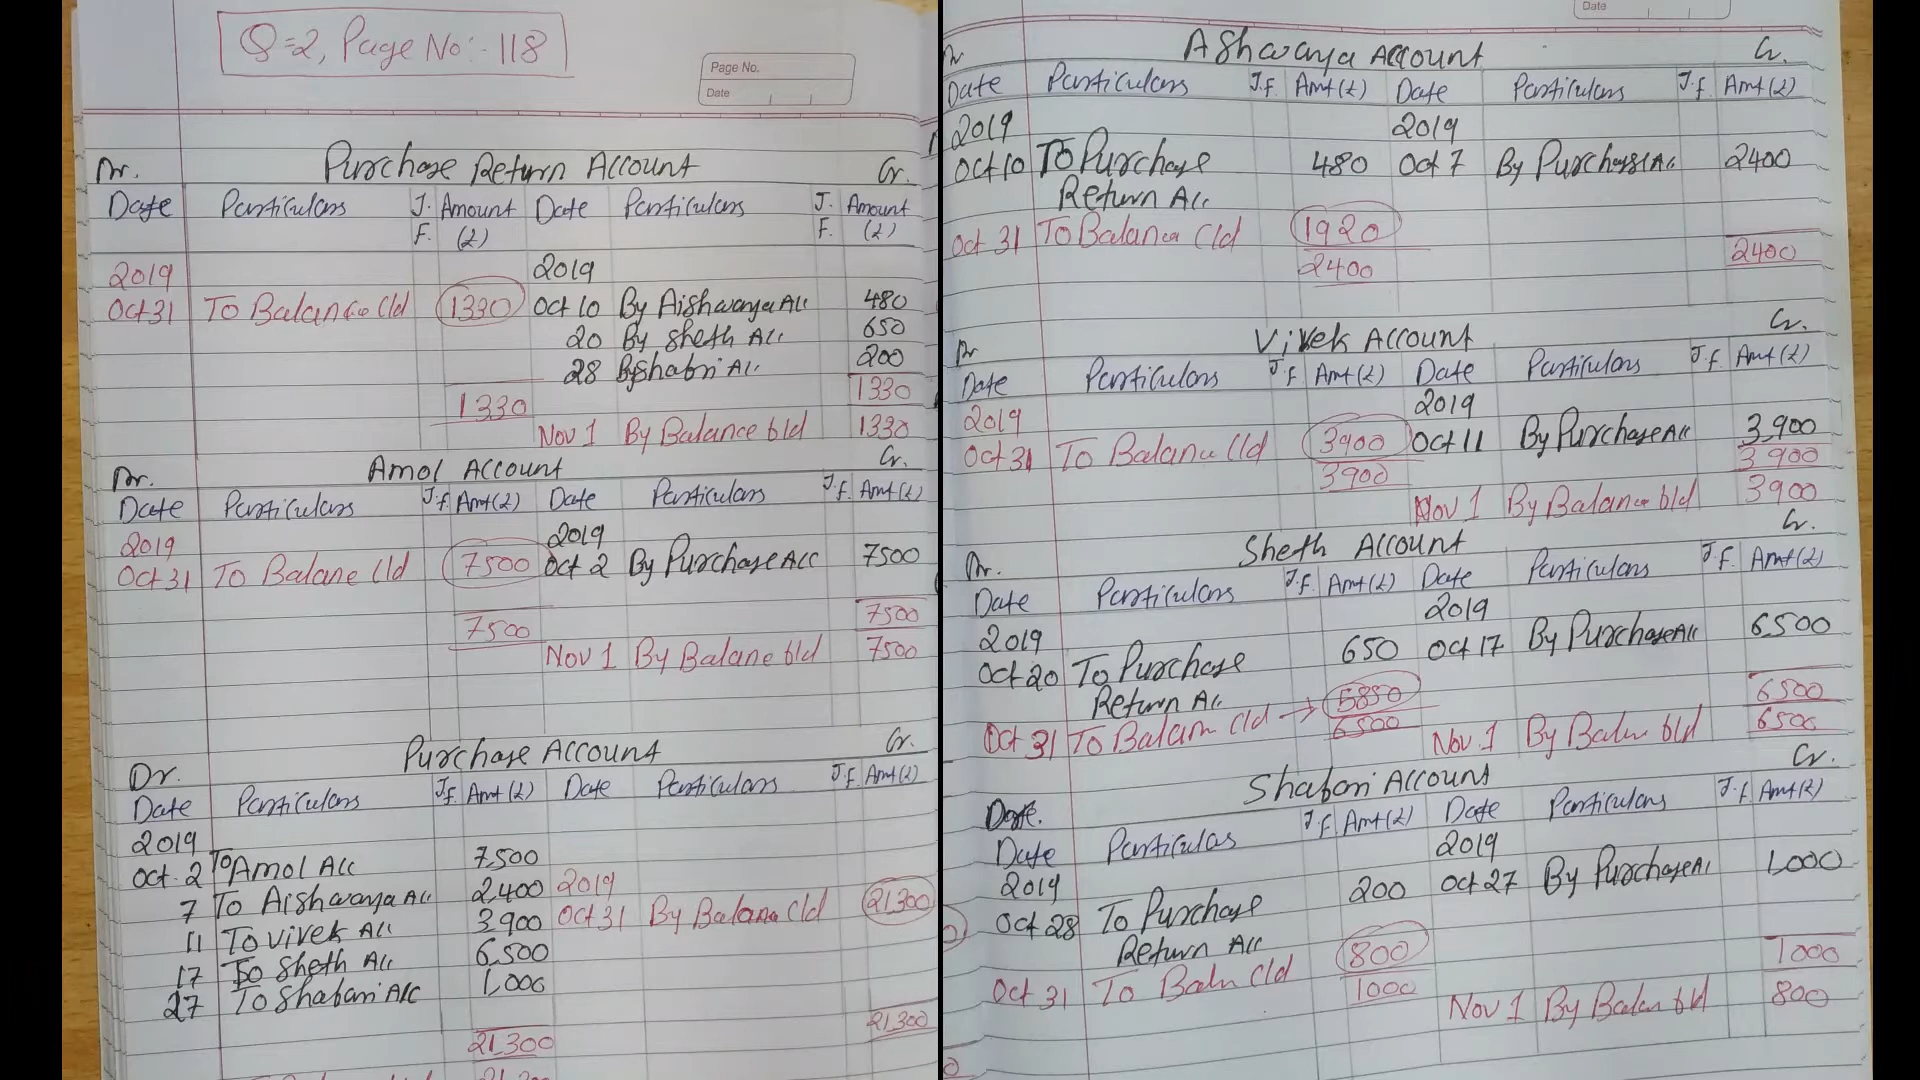 Q=2, Page No:-118
Page No.
Date
Dr. Purchase Return Account Cr.
Date Particulars J.F. Amount (₹) Date Particulars J.F. Amount (₹)
2019 2019
Oct 31 To Balance c/d 1330 Oct 10 By Aishwarya A/c 480
20 By Sheth A/c 650
28 By Shabri A/c 200
1330 1330
Nov 1 By Balance b/d 1330
Dr. Amol Account Cr.
Date Particulars J.F. Amt(₹) Date Particulars J.F. Amt(₹)
2019 2019
Oct 31 To Balane c/d 7500 Oct 2 By Purchase A/c 7500
7500 7500
Nov 1 By Balane b/d 7500
Dr. Purchase Account Cr.
Date Particulars J.F. Amt(₹) Date Particulars J.F. Amt(₹)
2019
Oct. 2 To Amol A/c 7,500
7 To Aishwarya A/c 2,400 2019
11 To vivek A/c 3,900 Oct 31 By Balance c/d 21,300
17 To Sheth A/c 6,500
27 To Shabari A/c 1,000
21,300 21,300
Date
Dr Ashwarya Account Cr.
Date Particulars J.F. Amt(₹) Date Particulars J.F. Amt(₹)
2019 2019
Oct 10 To Purchase 480 Oct 7 By Purchase A/c 2400
Return A/c
Oct 31 To Balance c/d 1920 2400
2400
Dr Vivek Account Cr.
Date Particulars J.F. Amt(₹) Date Particulars J.F. Amt(₹)
2019 2019
Oct 31 To Balance c/d 3900 Oct 11 By Purchase A/c 3,900
3900 3900
Nov 1 By Balance b/d 3900
Dr. Sheth Account Cr.
Date Particulars J.F. Amt(₹) Date Particulars J.F. Amt(₹)
2019 2019
Oct 20 To Purchase 650 Oct 17 By Purchase A/c 6500
Return A/c
Oct 31 To Balam c/d → 5850 6500
6500 Nov. 1 By Balan b/d 6500
Shabari Account Cr.
Date Particulars J.F. Amt(₹) Date Particulars J.F. Amt(₹)
2019 2019
Oct 28 To Purchase 200 Oct 27 By Purchase A/c 1,000
Return A/c
Oct 31 To Baln c/d 800 1000
1000 Nov 1 By Balan b/d 800